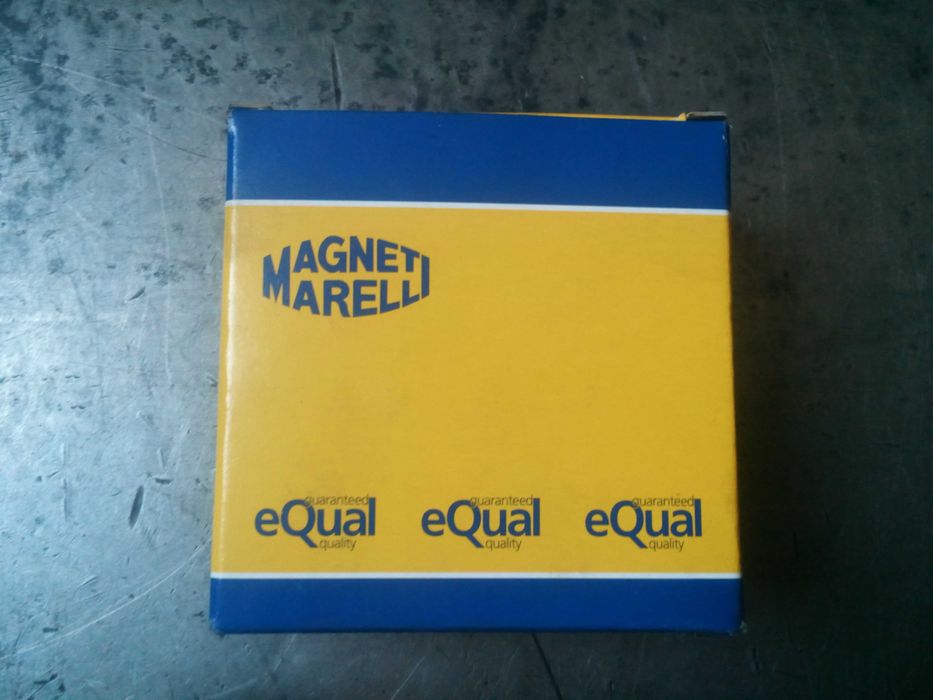 MAGNETI
MARELLI
guaranteed
eQual
quality
guaranteed
eQual
quality
guaranteed
eQual
quality